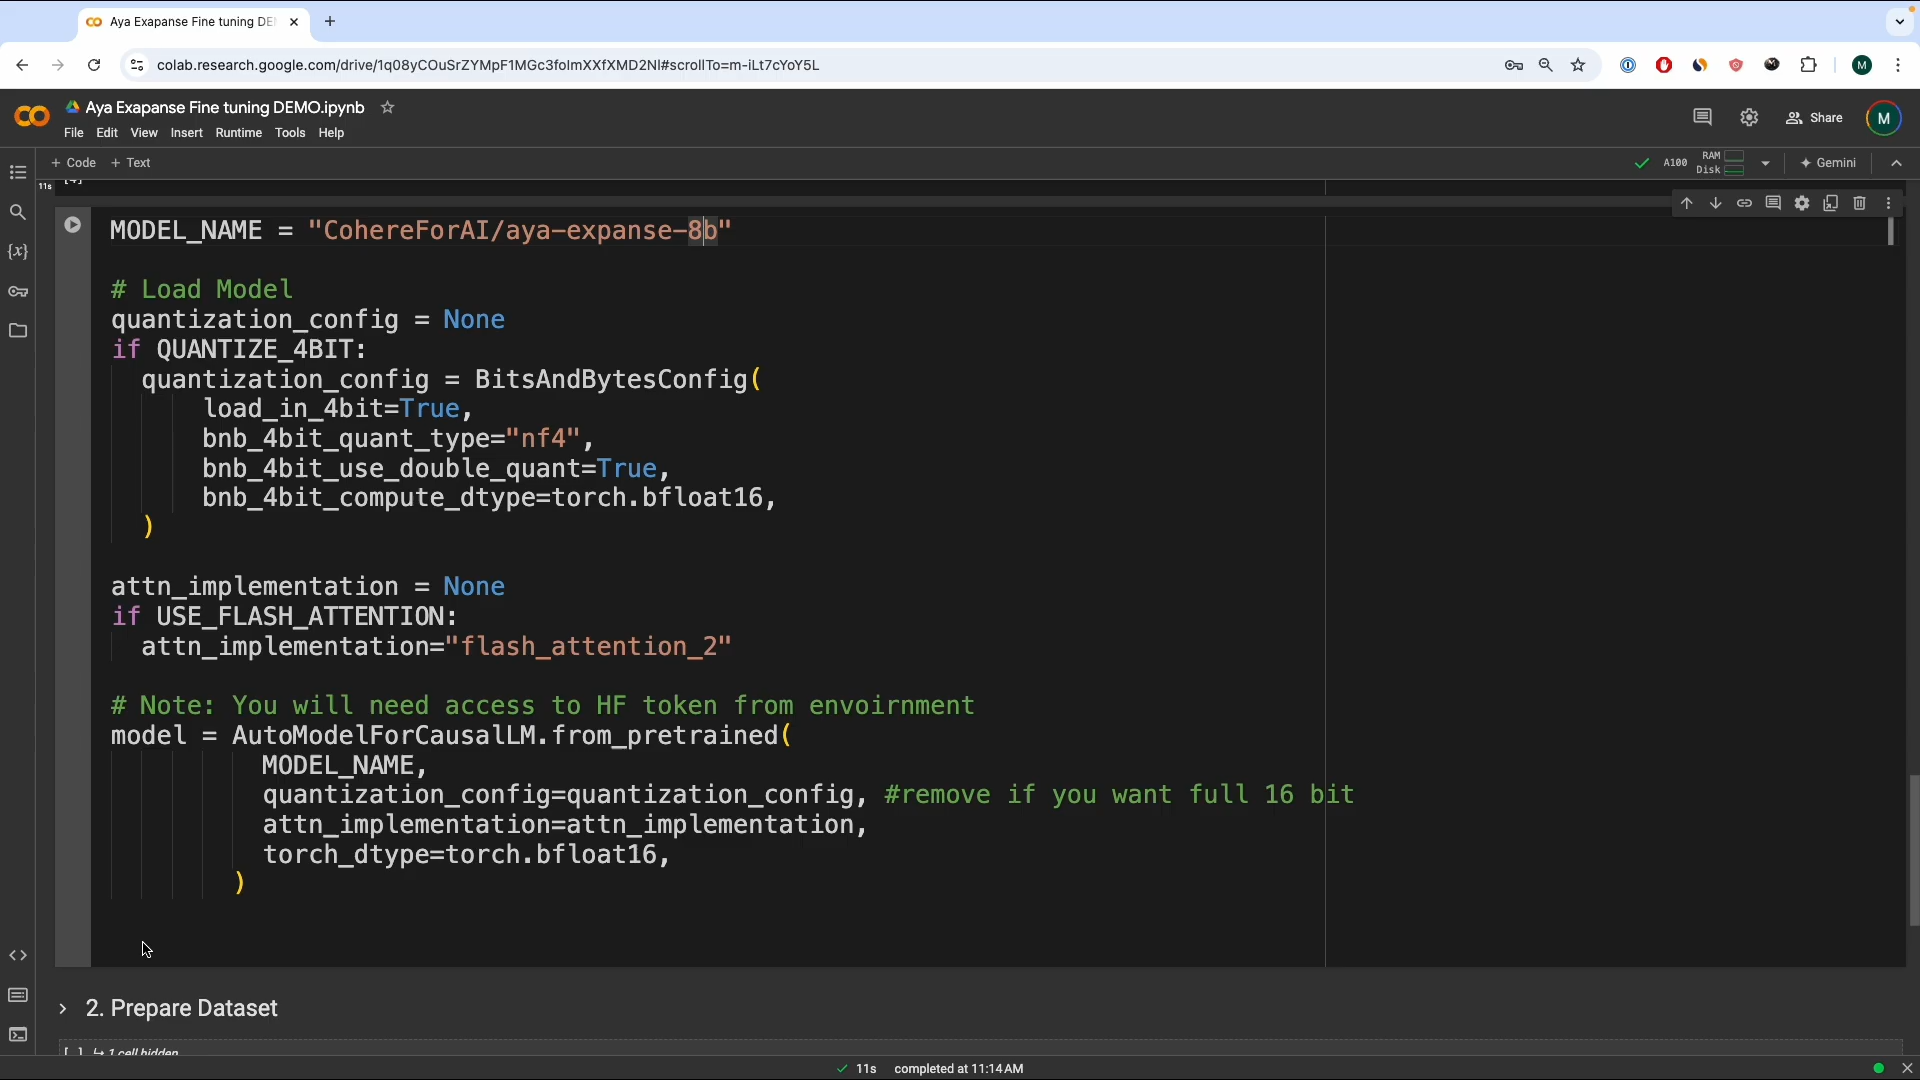 Aya Exapanse Fine tuning DE
colab.research.google.com/drive/1q08yCOuSrZYMpF1MGc3folmXXfXMD2NI#scrollTo=m-iLt7cYoY5L
M
CO
Aya Exapanse Fine tuning DEMO.ipynb
Share
M
File Edit View Insert Runtime Tools Help
+ Code + Text
A100
RAM
Disk
Gemini
11s
[4]
{x}
MODEL_NAME = "CohereForAI/aya-expanse-8b"
# Load Model
quantization_config = None
if QUANTIZE_4BIT:
quantization_config = BitsAndBytesConfig(
load_in_4bit=True,
bnb_4bit_quant_type="nf4",
bnb_4bit_use_double_quant=True,
bnb_4bit_compute_dtype=torch.bfloat16,
)
attn_implementation = None
if USE_FLASH_ATTENTION:
attn_implementation="flash_attention_2"
# Note: You will need access to HF token from envoirnment
model = AutoModelForCausalLM.from_pretrained(
MODEL_NAME,
quantization_config=quantization_config, #remove if you want full 16 bit
attn_implementation=attn_implementation,
torch_dtype=torch.bfloat16,
)
2. Prepare Dataset
[ ] ↳ 1 cell hidden
11s completed at 11:14 AM